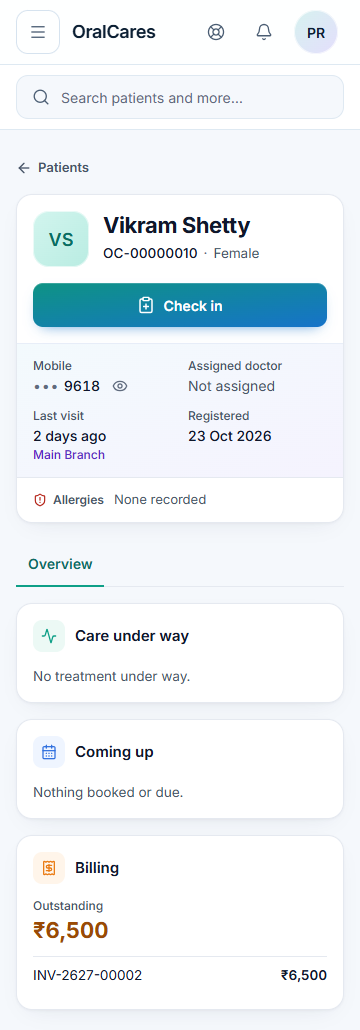 OralCares
PR
Search patients and more...
Patients
VS
Vikram Shetty
OC-00000010 · Female
Check in
Mobile
Assigned doctor
••• 9618
Not assigned
Last visit
Registered
2 days ago
23 Oct 2026
Main Branch
Allergies None recorded
Overview
Care under way
No treatment under way.
Coming up
Nothing booked or due.
Billing
Outstanding
₹6,500
INV-2627-00002 ₹6,500